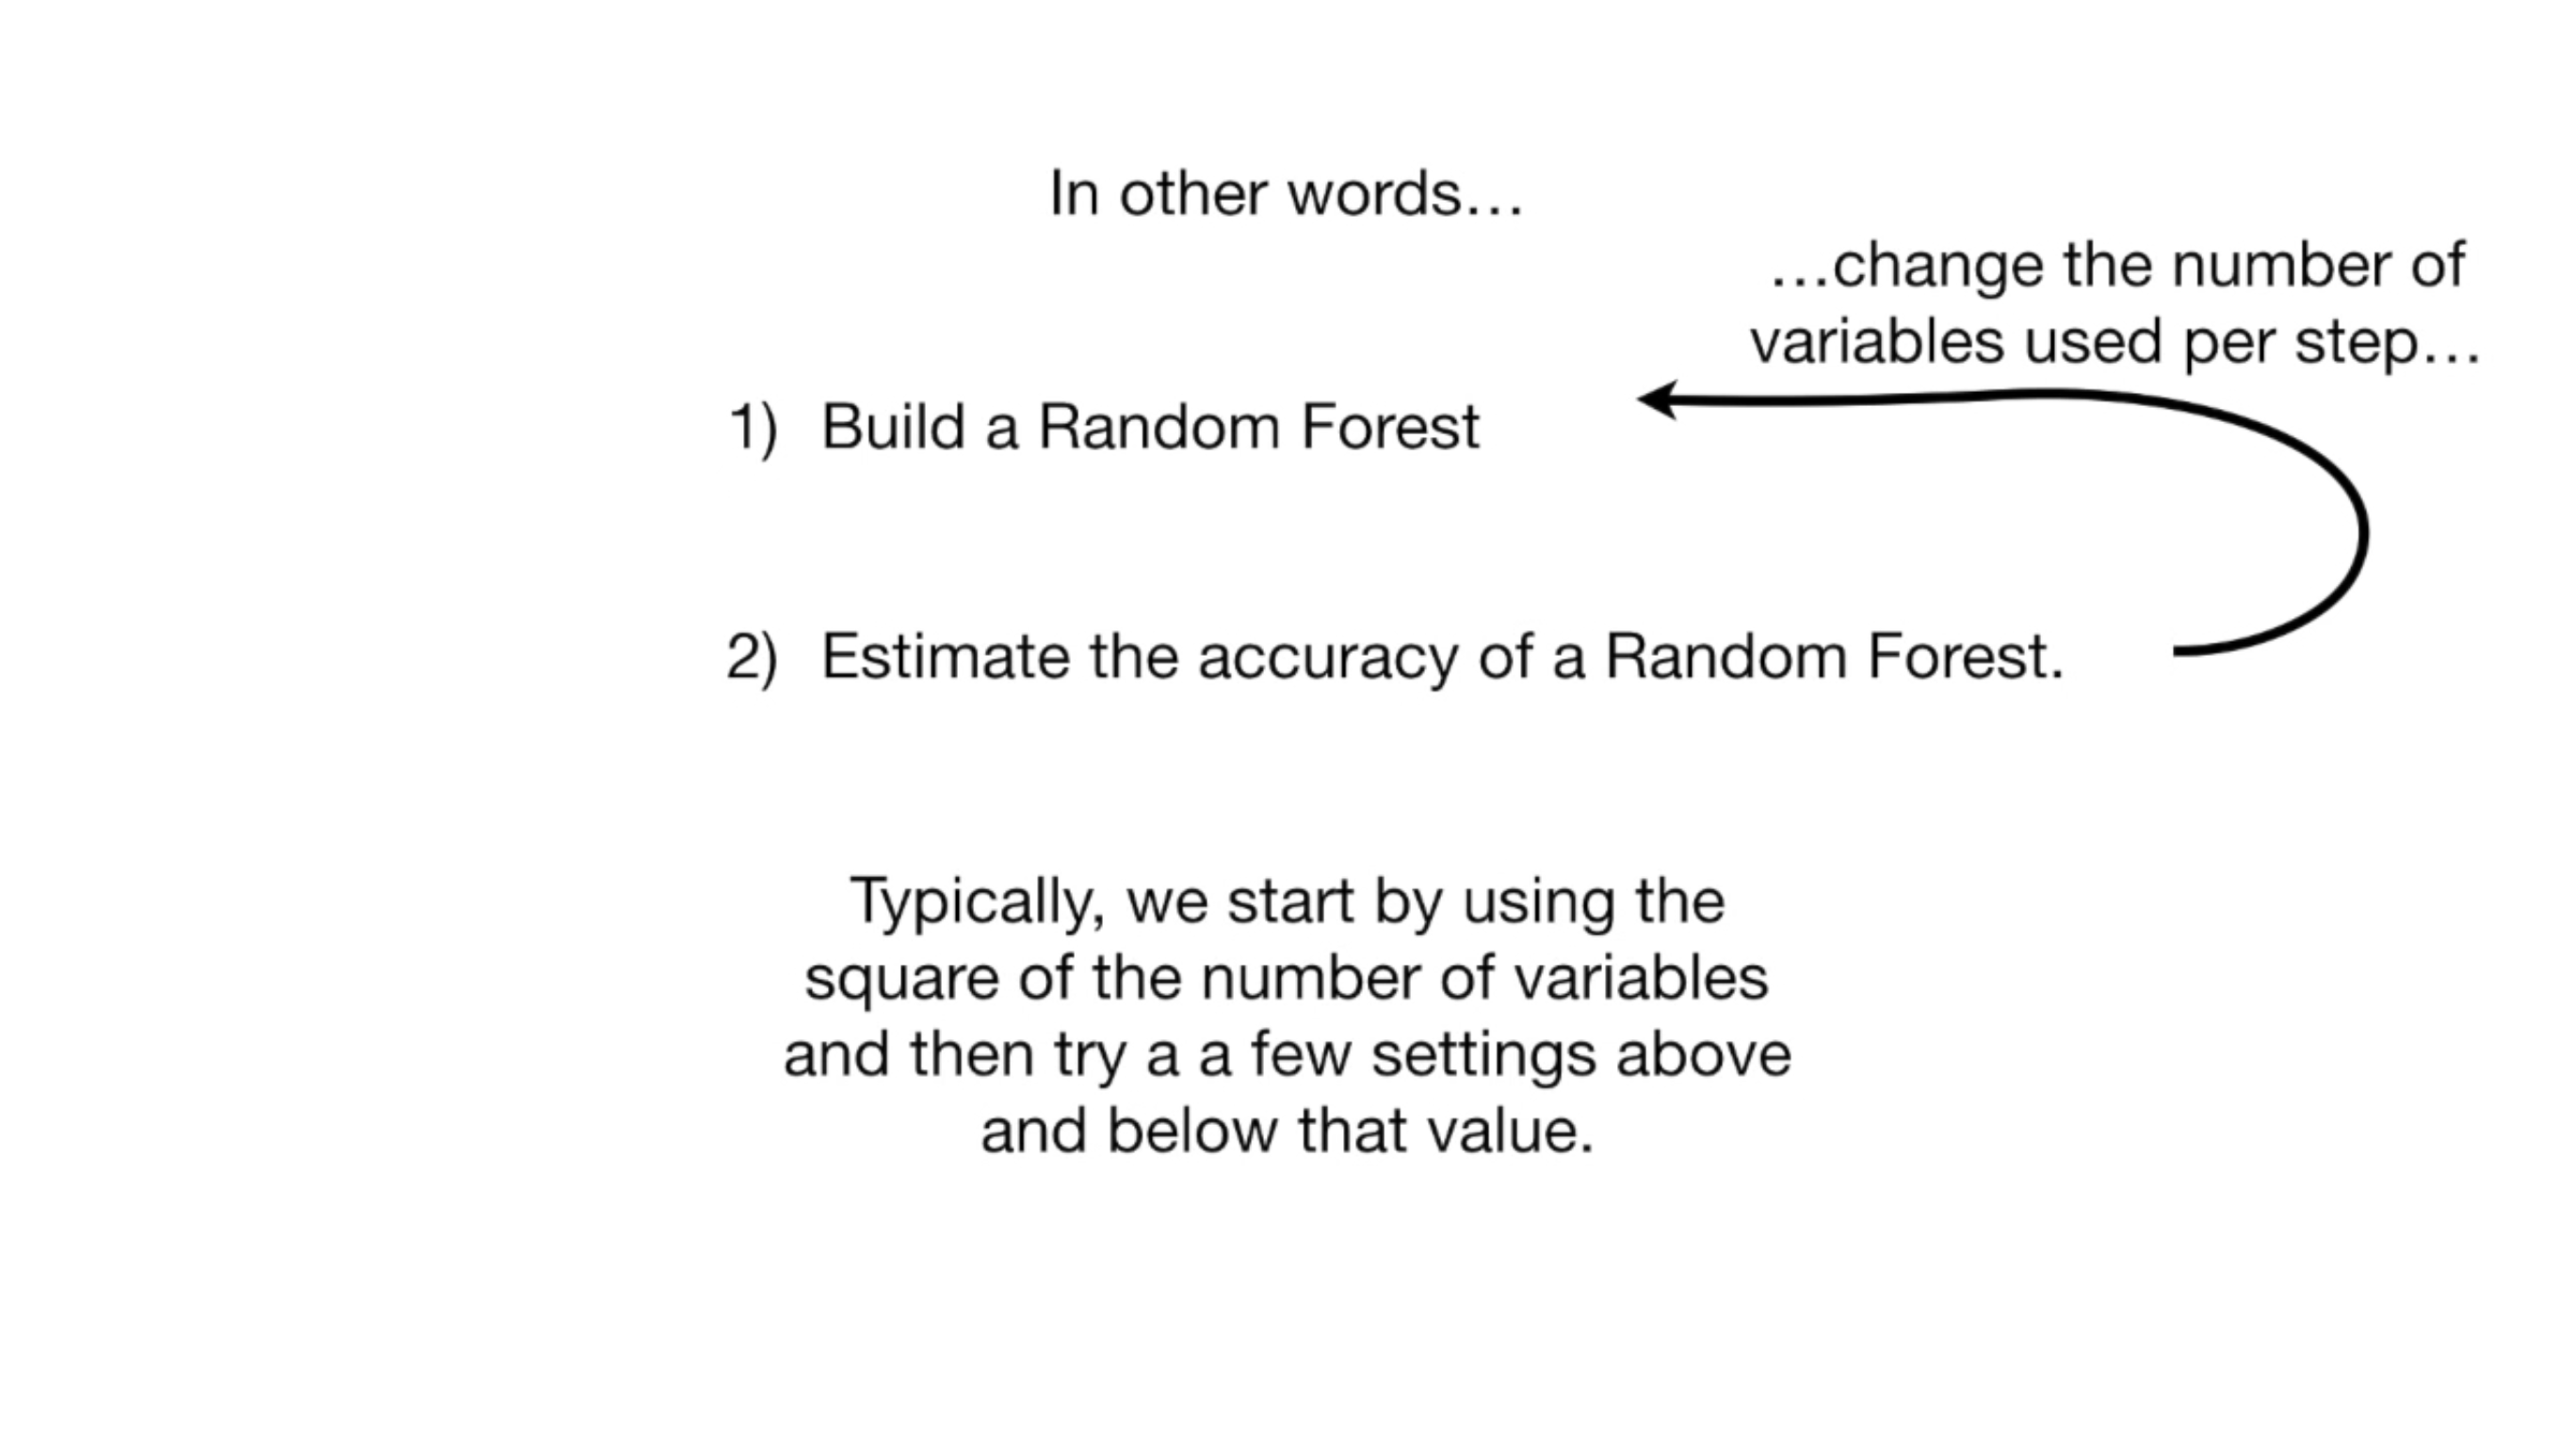 In other words…
…change the number of
variables used per step…
1) Build a Random Forest
2) Estimate the accuracy of a Random Forest.
Typically, we start by using the
square of the number of variables
and then try a a few settings above
and below that value.